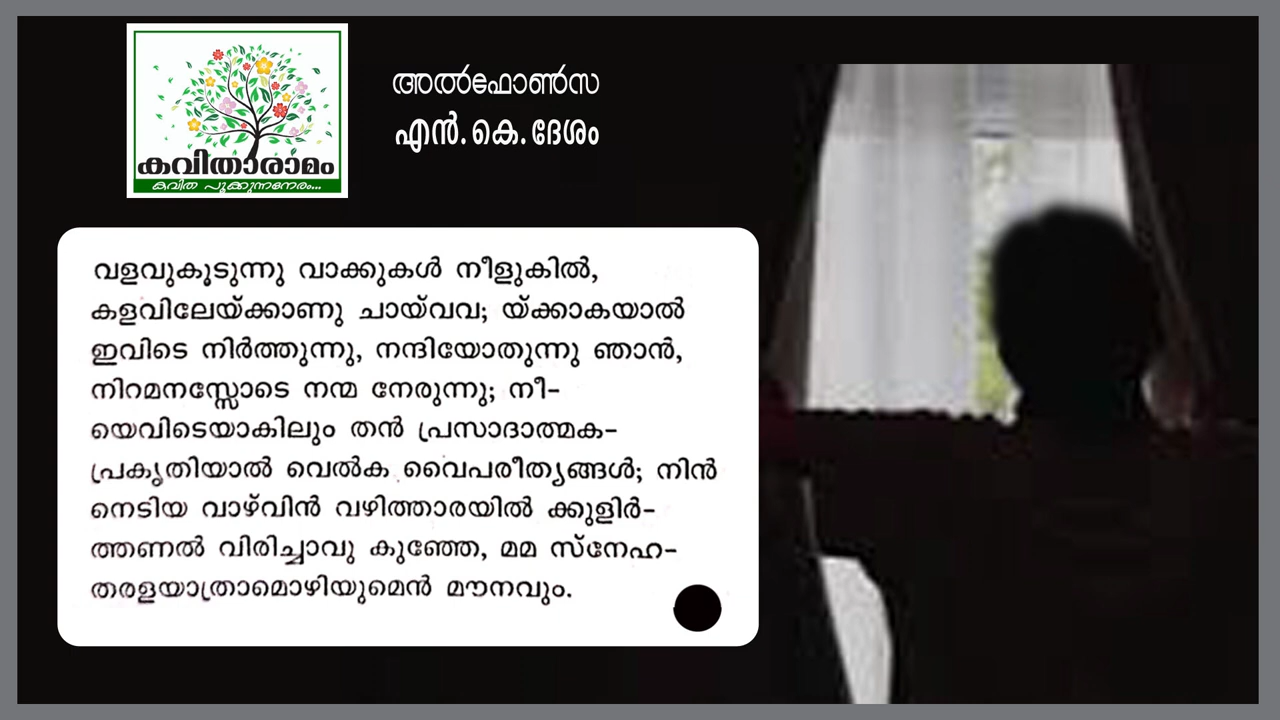 കവിതാരാമം
കവിത പൂക്കുന്നനേരം...
അൽഫോൺസ
എൻ. കെ. ദേശം
വളവുകൂടുന്നു വാക്കുകൾ നീളുകിൽ,
കളവിലേയ്ക്കാണു ചായ്‌വവ; യ്ക്കാകയാൽ
ഇവിടെ നിർത്തുന്നു, നന്ദിയോതുന്നു ഞാൻ,
നിറമനസ്സോടെ നന്മ നേരുന്നു; നീ–
യെവിടെയാകിലും തൻ പ്രസാദാത്മക–
പ്രകൃതിയാൽ വെൽക വൈപരീത്യങ്ങൾ; നിൻ
നെടിയ വാഴ്‌വിൻ വഴിത്താരയിൽ ക്കുളിർ–
ത്തണൽ വിരിച്ചാവു കുഞ്ഞേ, മമ സ്നേഹ–
തരളയാത്രാമൊഴിയുമെൻ മൗനവും.